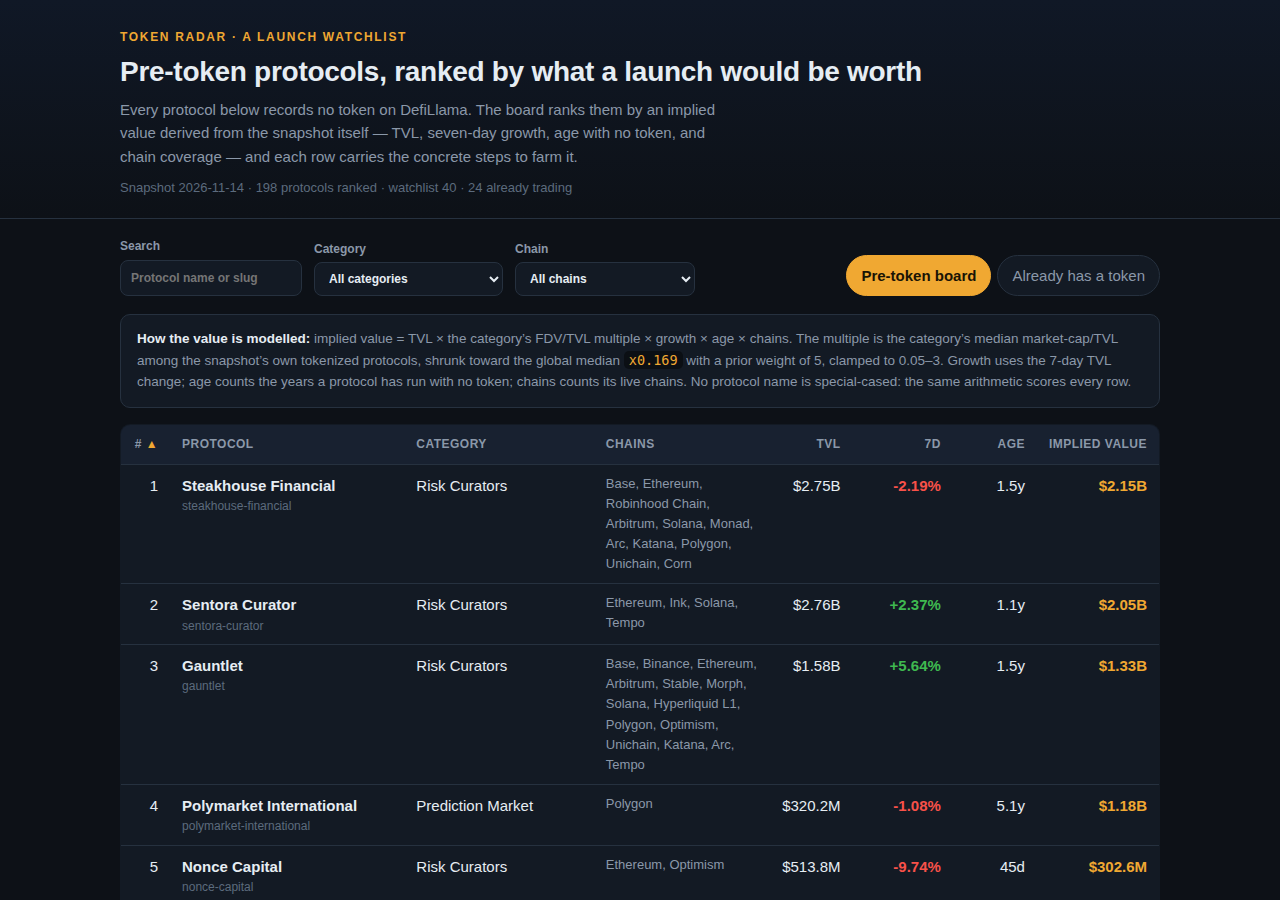 TOKEN RADAR · A LAUNCH WATCHLIST
Pre-token protocols, ranked by what a launch would be worth
Every protocol below records no token on DefiLlama. The board ranks them by an implied
value derived from the snapshot itself — TVL, seven-day growth, age with no token, and
chain coverage — and each row carries the concrete steps to farm it.
Snapshot 2026-11-14 · 198 protocols ranked · watchlist 40 · 24 already trading
Search
Category
Chain
Protocol name or slug
All categories
All chains
Pre-token board
Already has a token
How the value is modelled: implied value = TVL × the category's FDV/TVL multiple × growth × age × chains. The multiple is the category's median market-cap/TVL
among the snapshot's own tokenized protocols, shrunk toward the global median x0.169 with a prior weight of 5, clamped to 0.05–3. Growth uses the 7-day TVL
change; age counts the years a protocol has run with no token; chains counts its live chains. No protocol name is special-cased: the same arithmetic scores every row.
# ▲ PROTOCOL CATEGORY CHAINS TVL 7D AGE IMPLIED VALUE
1 Steakhouse Financial Risk Curators Base, Ethereum, $2.75B -2.19% 1.5y $2.15B
steakhouse-financial Robinhood Chain,
Arbitrum, Solana, Monad,
Arc, Katana, Polygon,
Unichain, Corn
2 Sentora Curator Risk Curators Ethereum, Ink, Solana, $2.76B +2.37% 1.1y $2.05B
sentora-curator Tempo
3 Gauntlet Risk Curators Base, Binance, Ethereum, $1.58B +5.64% 1.5y $1.33B
gauntlet Arbitrum, Stable, Morph,
Solana, Hyperliquid L1,
Polygon, Optimism,
Unichain, Katana, Arc,
Tempo
4 Polymarket International Prediction Market Polygon $320.2M -1.08% 5.1y $1.18B
polymarket-international
5 Nonce Capital Risk Curators Ethereum, Optimism $513.8M -9.74% 45d $302.6M
nonce-capital